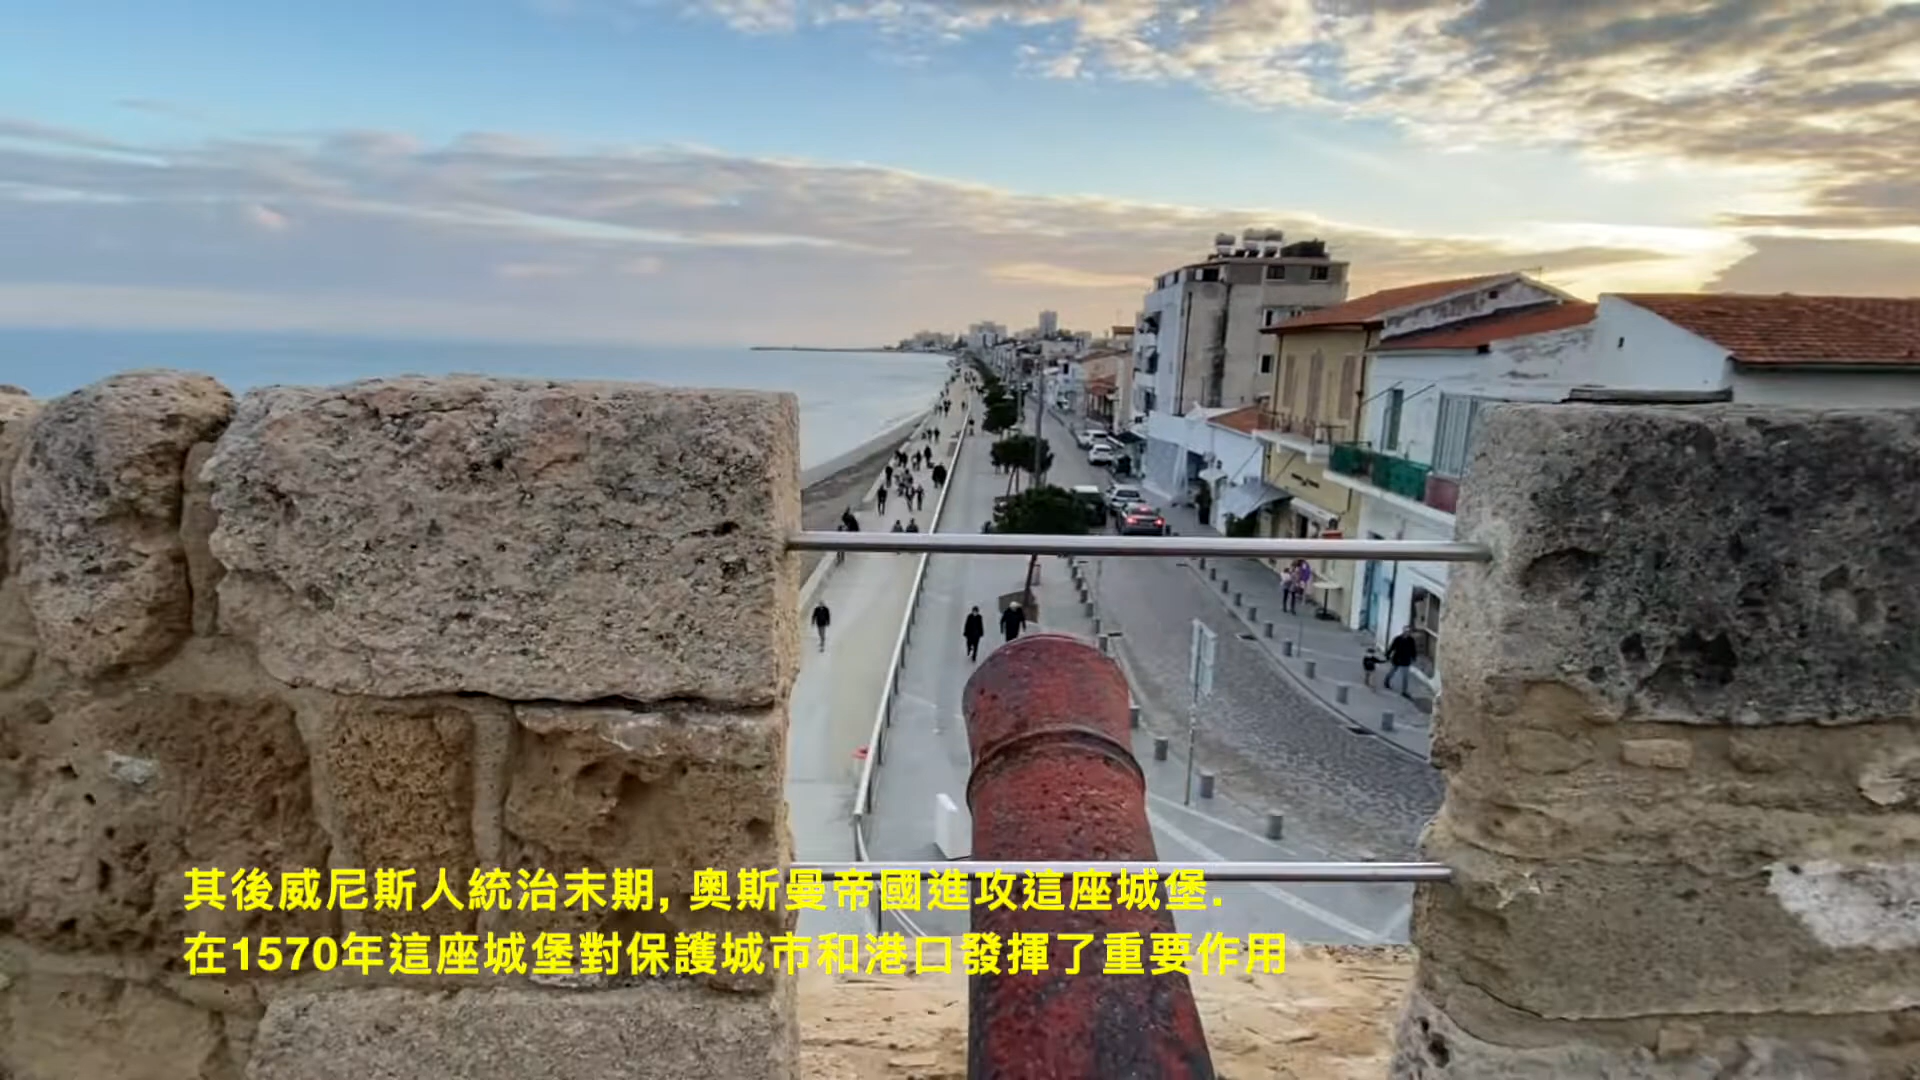 其後威尼斯人統治末期, 奧斯曼帝國進攻這座城堡.
在1570年這座城堡對保護城市和港口發揮了重要作用